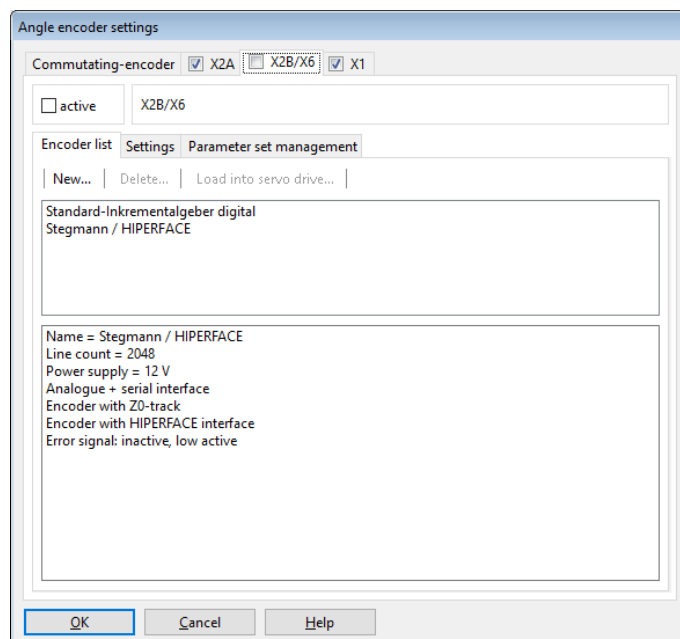 Angle encoder settings
Commutating-encoder X2A X2B/X6 X1
active X2B/X6
Encoder list Settings Parameter set management
New... Delete... Load into servo drive...
Standard-Inkrementalgeber digital
Stegmann / HIPERFACE
Name = Stegmann / HIPERFACE
Line count = 2048
Power supply = 12 V
Analogue + serial interface
Encoder with Z0-track
Encoder with HIPERFACE interface
Error signal: inactive, low active
OK Cancel Help